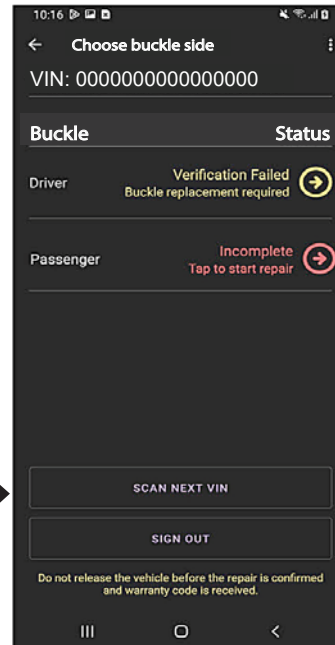 10:16
Choose buckle side
VIN: 0000000000000000
Buckle Status
Driver
Verification Failed
Buckle replacement required
Passenger
Incomplete
Tap to start repair
SCAN NEXT VIN
SIGN OUT
Do not release the vehicle before the repair is confirmed
and warranty code is received.